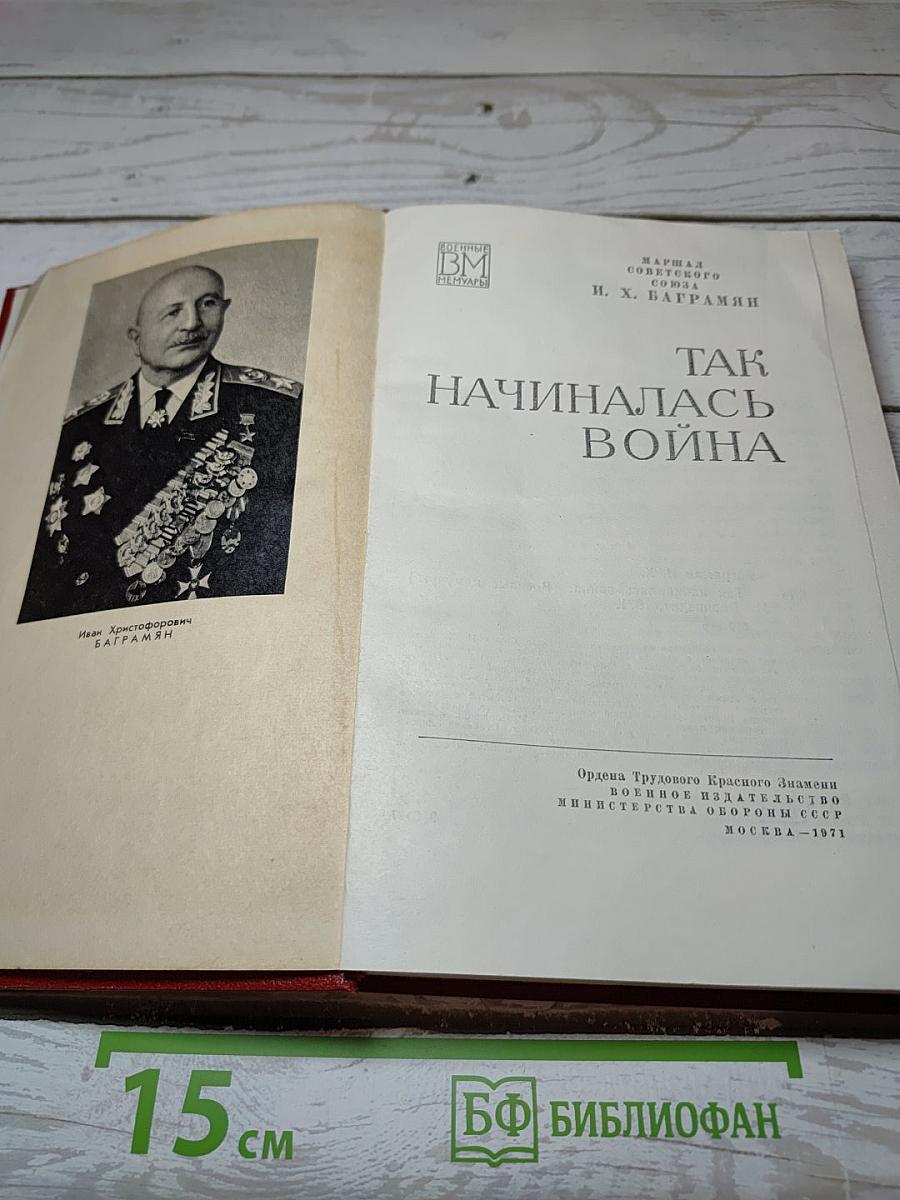 Иван Христофорович
БАГРАМЯН
ВОЕННЫЕ
ВМ
МЕМУАРЫ
МАРШАЛ
СОВЕТСКОГО
СОЮЗА
И. Х. БАГРАМЯН
ТАК
НАЧИНАЛАСЬ
ВОЙНА
Ордена Трудового Красного Знамени
ВОЕННОЕ ИЗДАТЕЛЬСТВО
МИНИСТЕРСТВА ОБОРОНЫ СССР
МОСКВА—1971
15 см
БФ БИБЛИОФАН